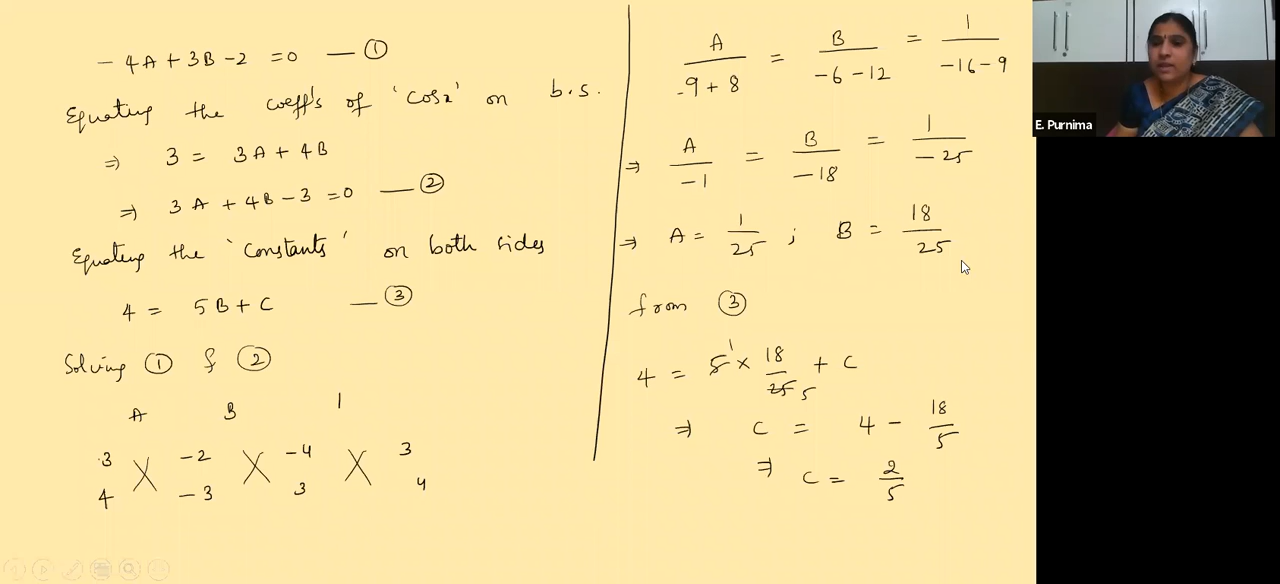 - 4A + 3B - 2 = 0 — ①
Equating the coeff's of 'cosx' on b.s.
⇒ 3 = 3A + 4B
⇒ 3A + 4B - 3 = 0 — ②
Equating the 'constants' on both sides
4 = 5B + C — ③
Solving ① & ②
A B 1
3 -2 -4 3
4 -3 3 4
A/(-9+8) = B/(-6-12) = 1/(-16-9)
⇒ A/-1 = B/-18 = 1/-25
⇒ A = 1/25 ; B = 18/25
from ③
4 = 5 1 × 18/25 5 + C
⇒ C = 4 - 18/5
⇒ C = 2/5
E. Purnima